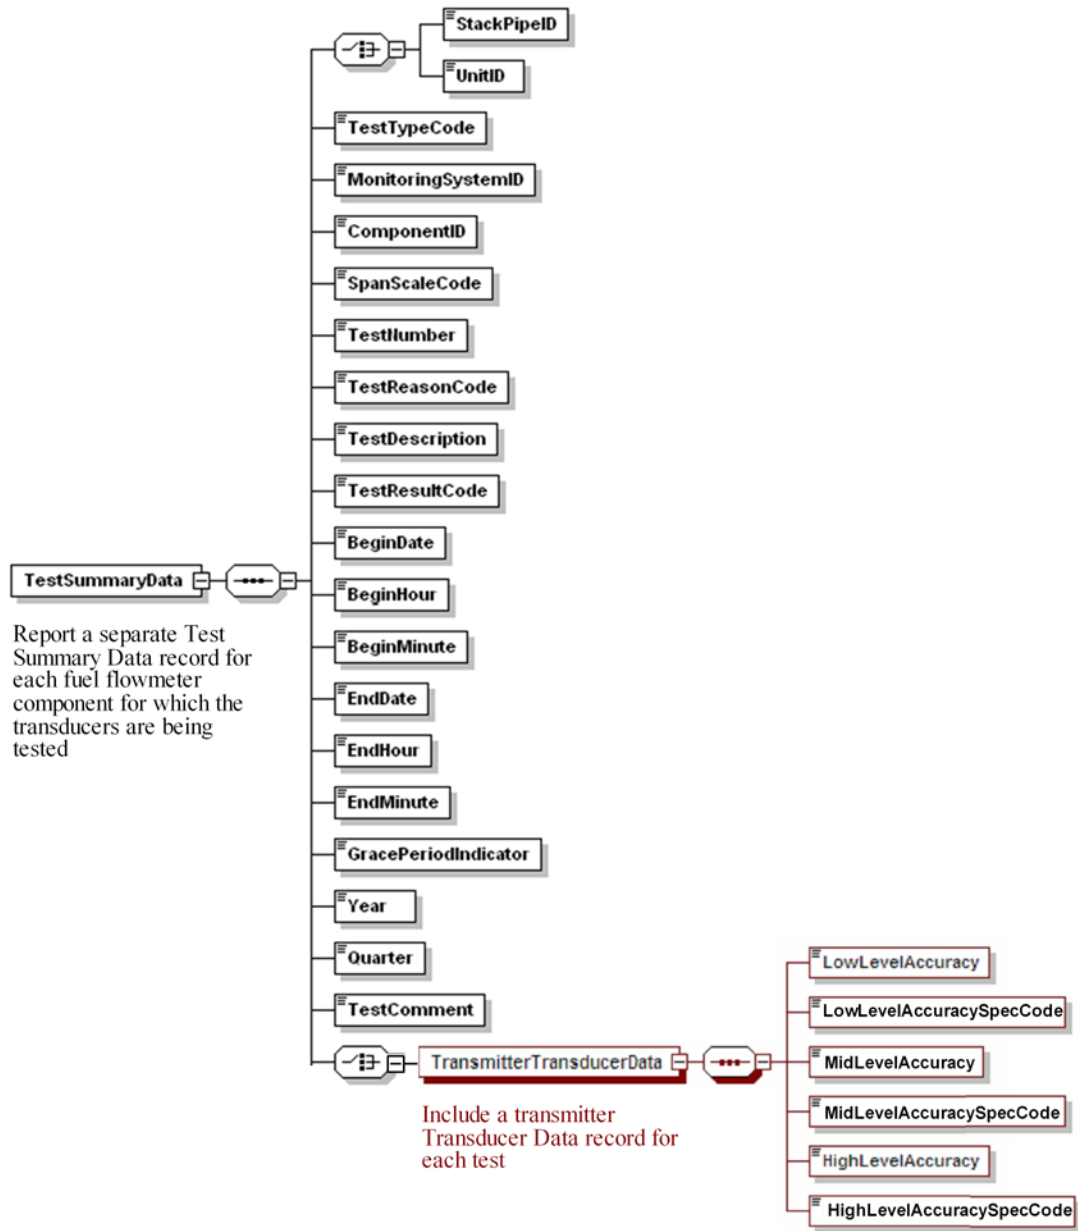 StackPipeID
UnitID
TestTypeCode
MonitoringSystemID
ComponentID
SpanScaleCode
TestNumber
TestReasonCode
TestDescription
TestResultCode
BeginDate
TestSummaryData
BeginHour
Report a separate Test
Summary Data record for
each fuel flowmeter
component for which the
transducers are being
tested
BeginMinute
EndDate
EndHour
EndMinute
GracePeriodIndicator
Year
Quarter
TestComment
TransmitterTransducerData
Include a transmitter
Transducer Data record for
each test
LowLevelAccuracy
LowLevelAccuracySpecCode
MidLevelAccuracy
MidLevelAccuracySpecCode
HighLevelAccuracy
HighLevelAccuracySpecCode